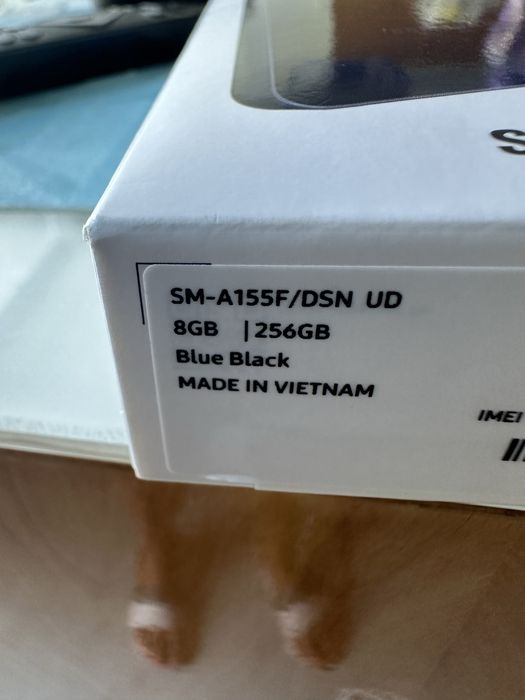 S
SM-A155F/DSN UD
8GB | 256GB
Blue Black
MADE IN VIETNAM
IMEI